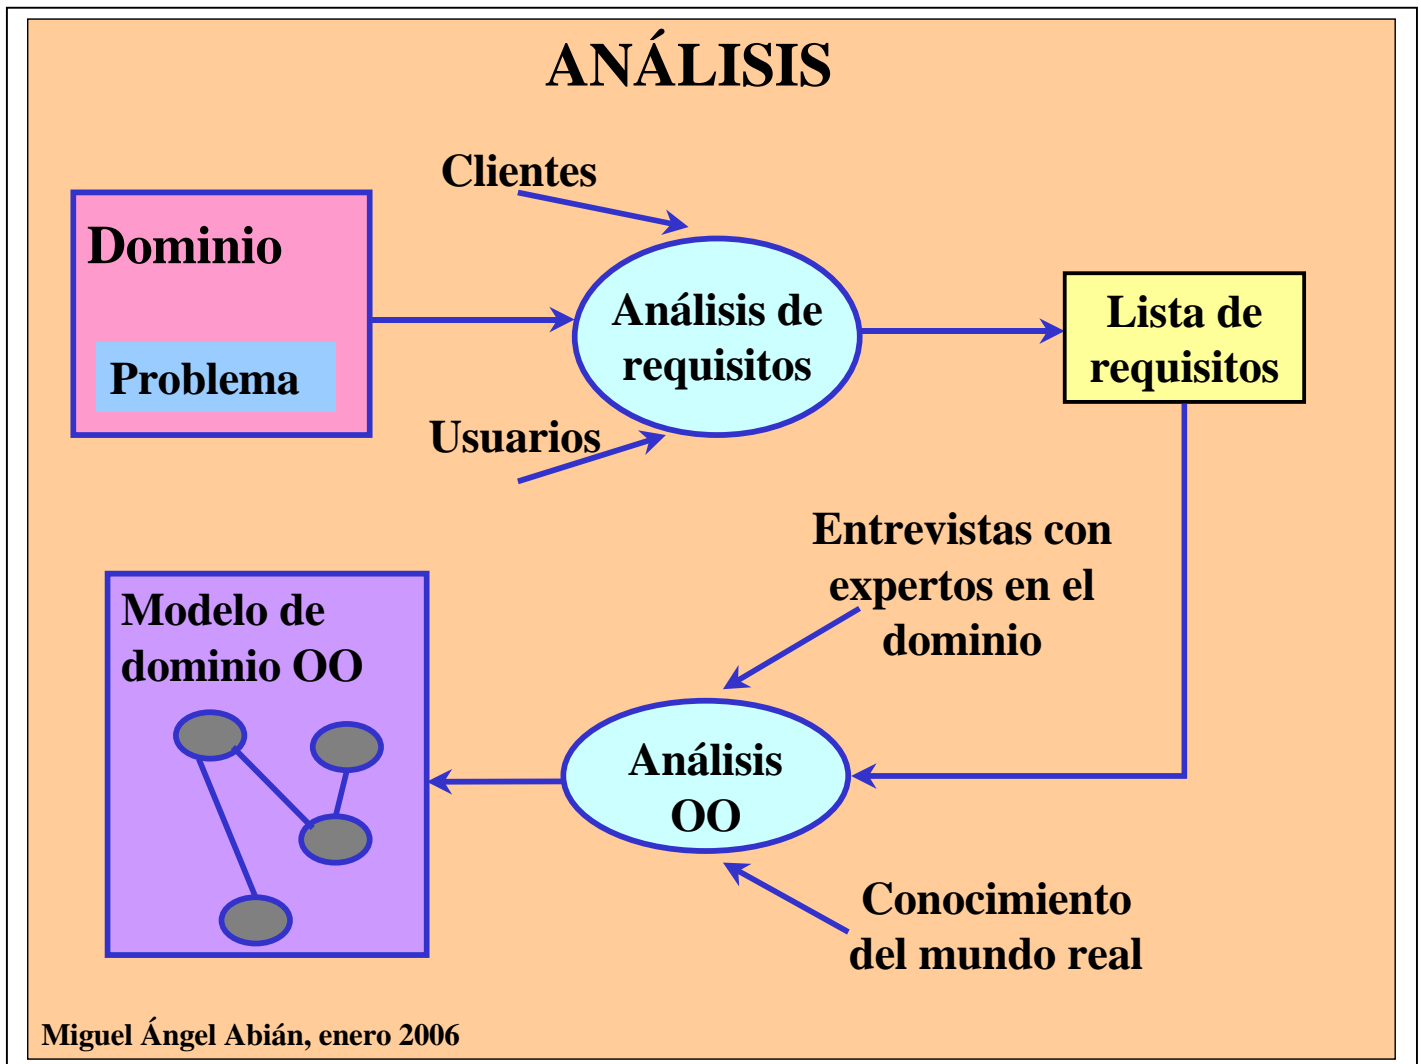 ANÁLISIS
Clientes
Dominio
Problema
Análisis de
requisitos
Lista de
requisitos
Usuarios
Entrevistas con
expertos en el
dominio
Modelo de
dominio OO
Análisis
OO
Conocimiento
del mundo real
Miguel Ángel Abián, enero 2006